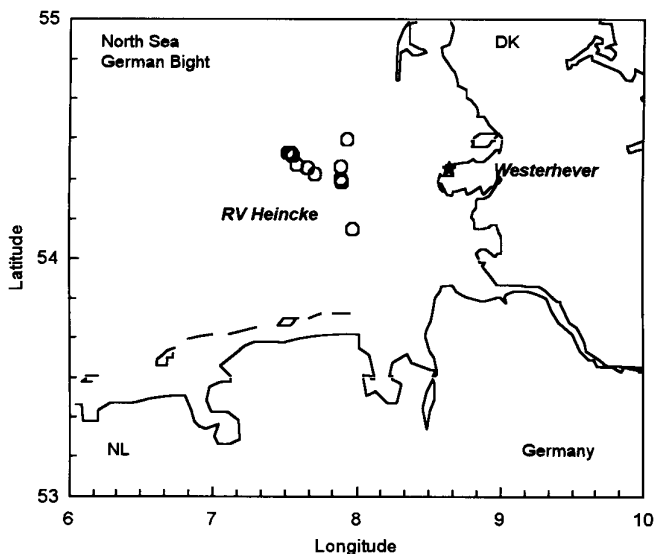 55
North Sea
German Bight
DK
Westerhever
RV Heincke
Latitude
54
NL
Germany
53
6 7 8 9 10
Longitude